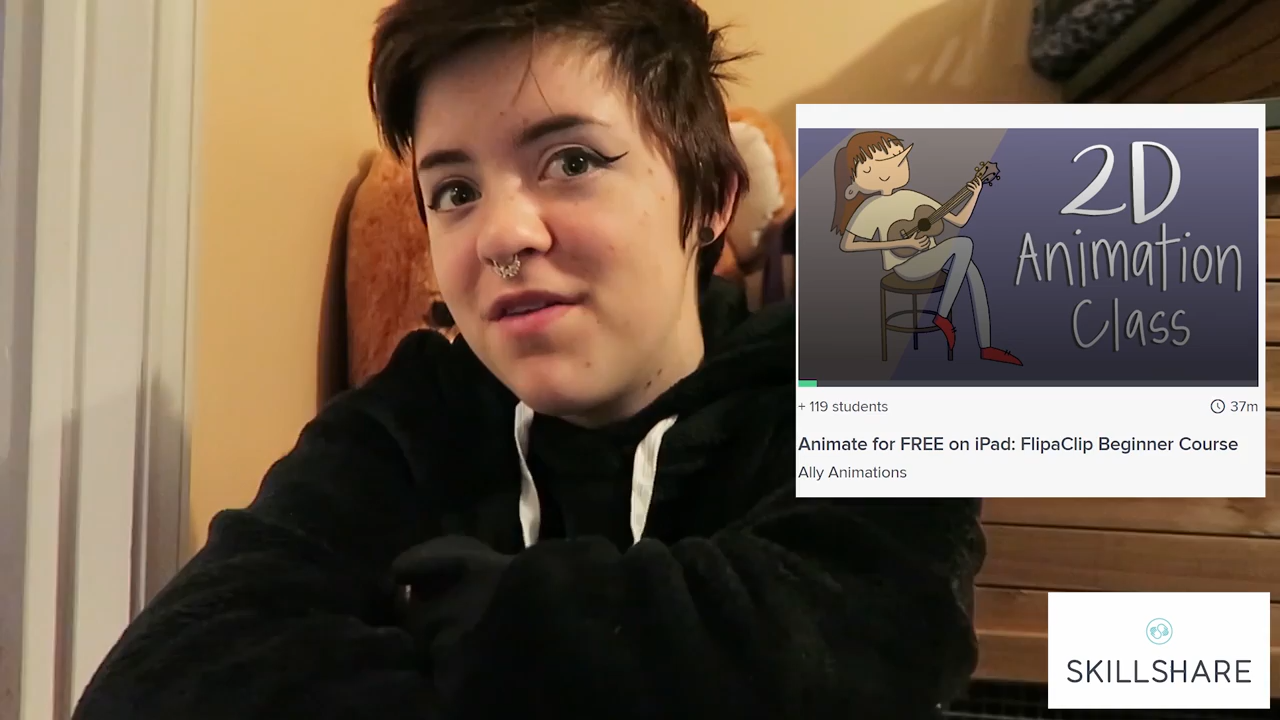 2D
Animation
Class
+ 119 students
37m
Animate for FREE on iPad: FlipaClip Beginner Course
Ally Animations
SKILLSHARE